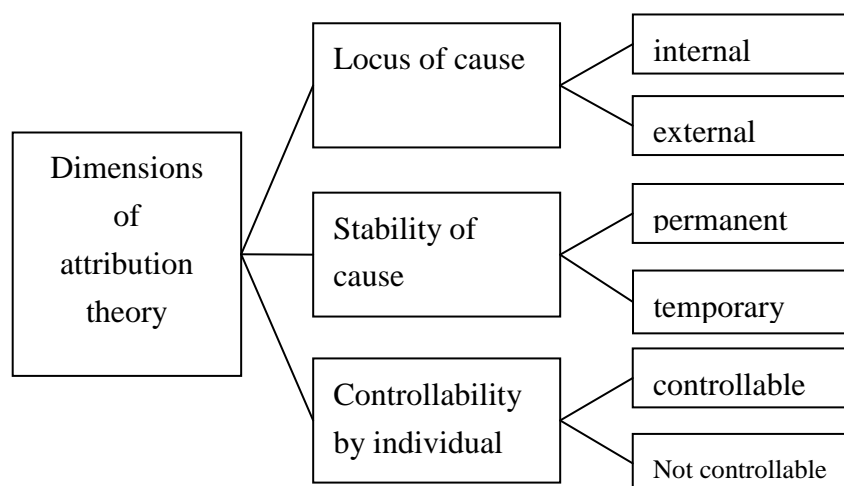 Dimensions
of
attribution
theory
Locus of cause
internal
external
Stability of
cause
permanent
temporary
Controllability
by individual
controllable
Not controllable